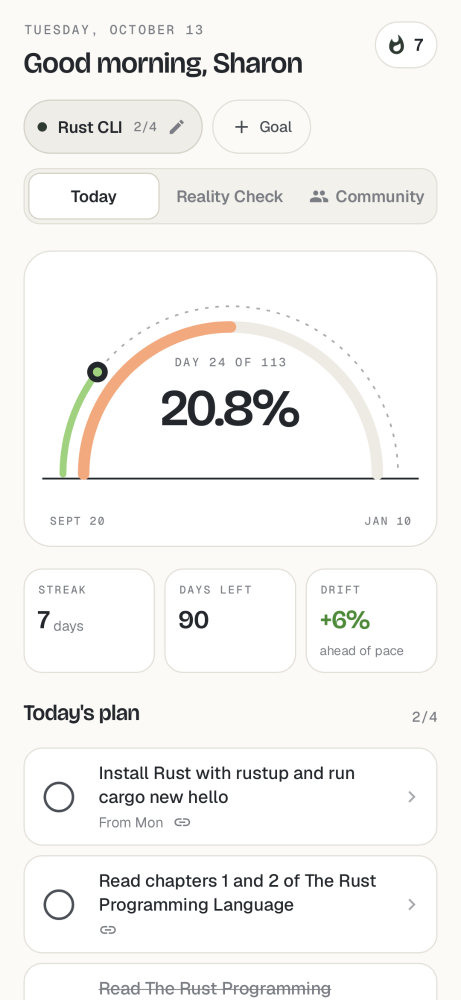 TUESDAY, OCTOBER 13
Good morning, Sharon
7
Rust CLI 2/4
Goal
Today
Reality Check
Community
DAY 24 OF 113
20.8%
SEPT 20
JAN 10
STREAK
7 days
DAYS LEFT
90
DRIFT
+6%
ahead of pace
Today's plan
2/4
Install Rust with rustup and run
cargo new hello
From Mon
Read chapters 1 and 2 of The Rust
Programming Language
Read The Rust Programming